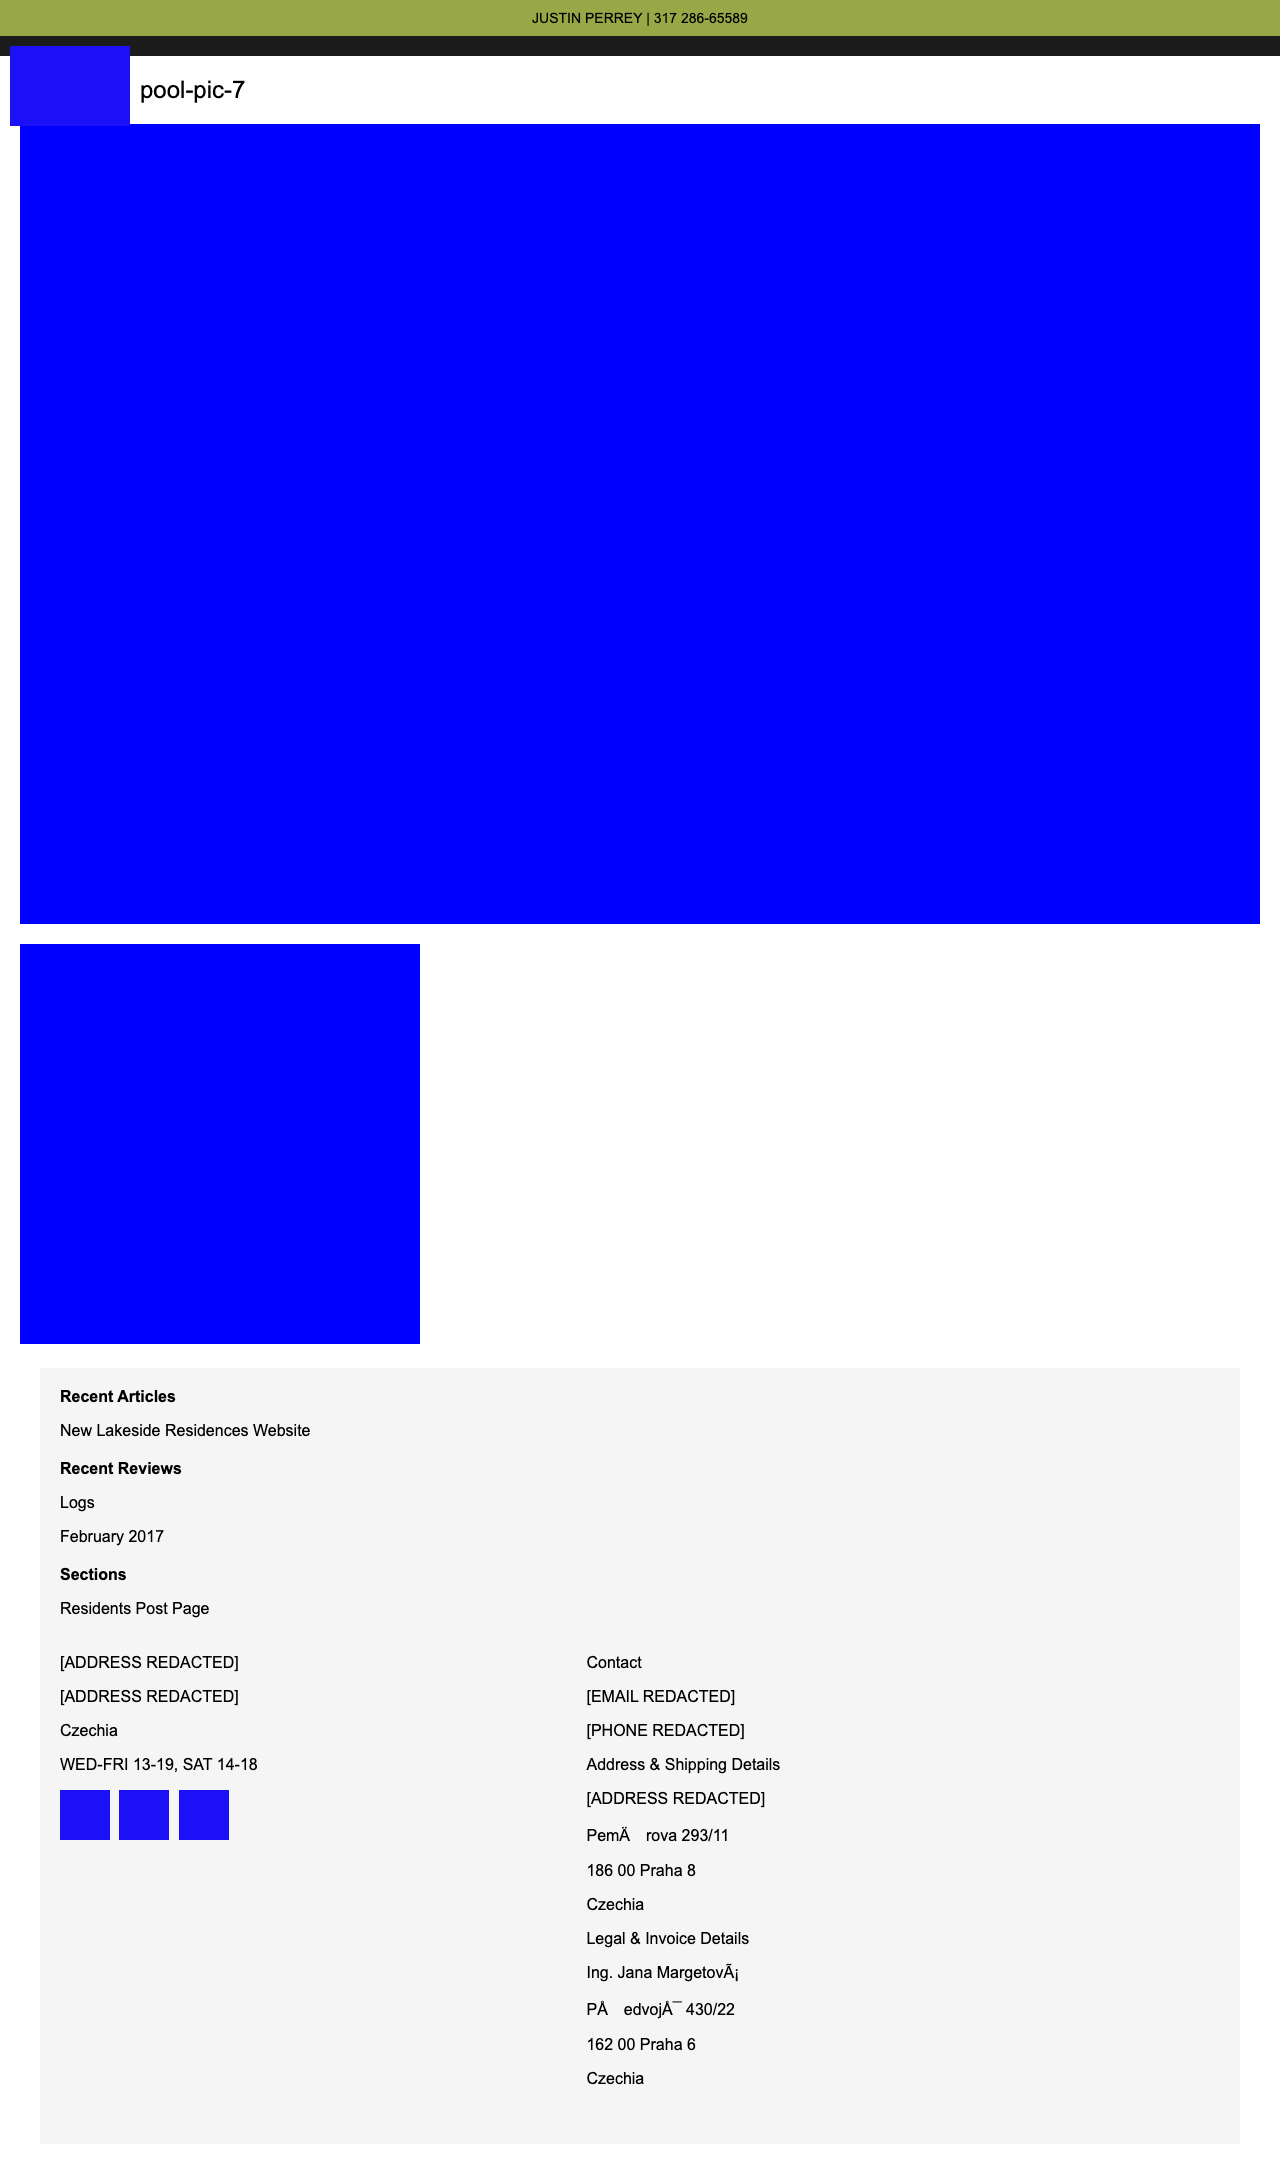 JUSTIN PERREY | 317 286-65589
pool-pic-7
Recent Articles
New Lakeside Residences Website
Recent Reviews
Logs
February 2017
Sections
Residents Post Page
[ADDRESS REDACTED]
[ADDRESS REDACTED]
Czechia
WED-FRI 13-19, SAT 14-18
Contact
[EMAIL REDACTED]
[PHONE REDACTED]
Address & Shipping Details
[ADDRESS REDACTED]
PemÄ rova 293/11
186 00 Praha 8
Czechia
Legal & Invoice Details
Ing. Jana MargetovÃ¡
PÅ edvojÅ¯ 430/22
162 00 Praha 6
Czechia